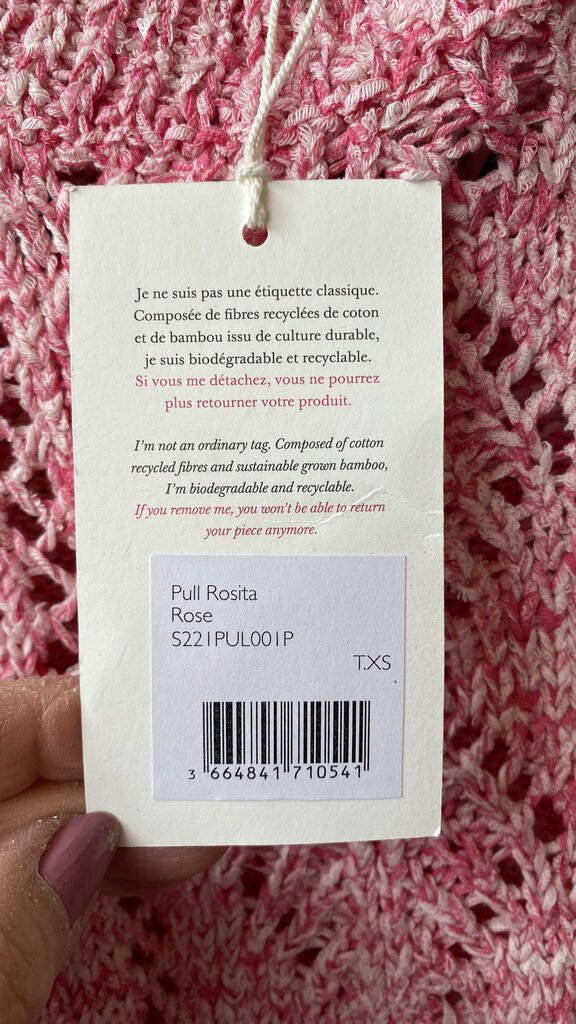 Je ne suis pas une étiquette classique.
Composée de fibres recyclées de coton
et de bambou issu de culture durable,
je suis biodégradable et recyclable.
Si vous me détachez, vous ne pourrez
plus retourner votre produit.
I'm not an ordinary tag. Composed of cotton
recycled fibres and sustainable grown bamboo,
I'm biodegradable and recyclable.
If you remove me, you won't be able to return
your piece anymore.
Pull Rosita
Rose
S221PUL001P
T.XS
3 664841 710541